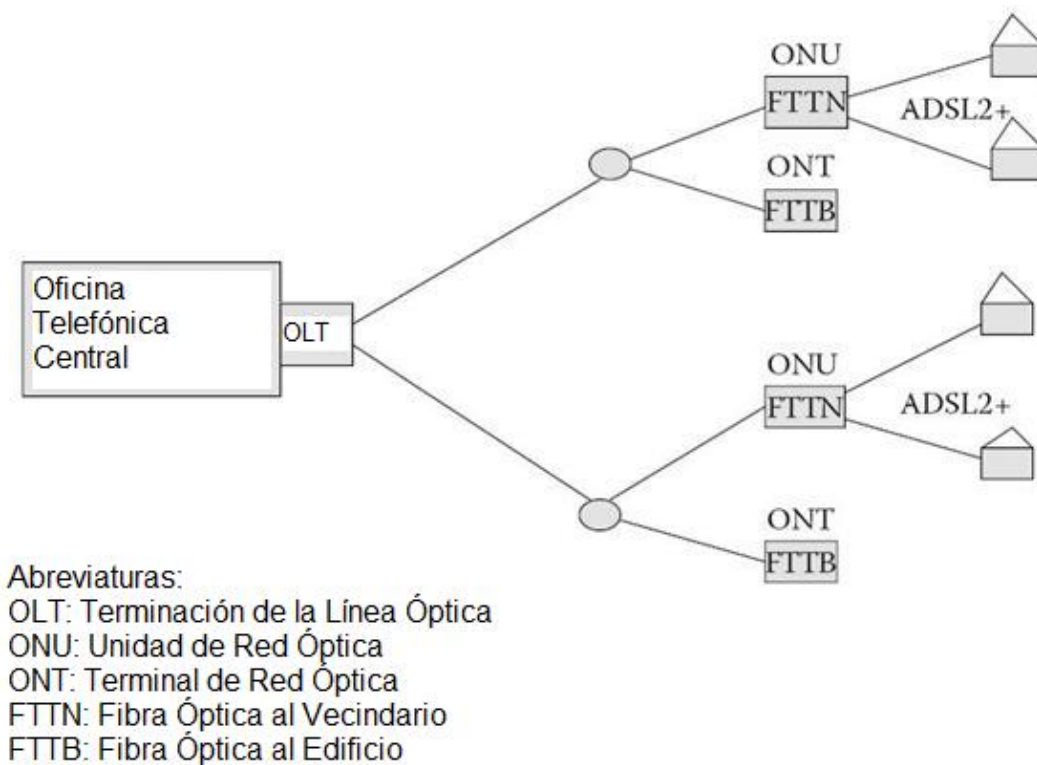 ONU
FTTN
ADSL2+
ONT
FTTB
Oficina
Telefónica
Central
OLT
ONU
FTTN
ADSL2+
ONT
FTTB
Abreviaturas:
OLT: Terminación de la Línea Óptica
ONU: Unidad de Red Óptica
ONT: Terminal de Red Óptica
FTTN: Fibra Óptica al Vecindario
FTTB: Fibra Óptica al Edificio